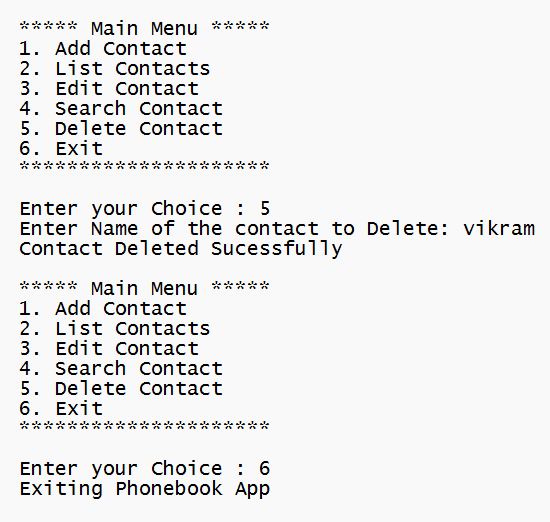 ***** Main Menu *****
1. Add Contact
2. List Contacts
3. Edit Contact
4. Search Contact
5. Delete Contact
6. Exit
*********************
Enter your Choice : 5
Enter Name of the contact to Delete: vikram
Contact Deleted Sucessfully
***** Main Menu *****
1. Add Contact
2. List Contacts
3. Edit Contact
4. Search Contact
5. Delete Contact
6. Exit
*********************
Enter your Choice : 6
Exiting Phonebook App